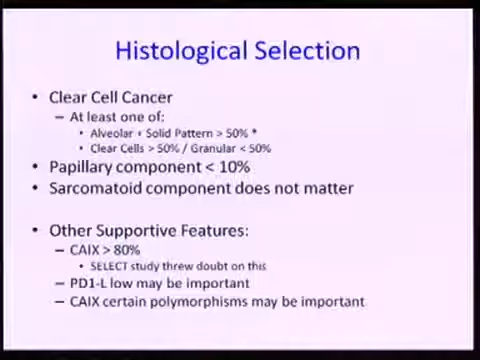 Histological Selection
• Clear Cell Cancer
– At least one of:
• Alveolar + Solid Pattern > 50% *
• Clear Cells > 50% / Granular < 50%
• Papillary component < 10%
• Sarcomatoid component does not matter
• Other Supportive Features:
– CAIX > 80%
• SELECT study threw doubt on this
– PD1-L low may be important
– CAIX certain polymorphisms may be important